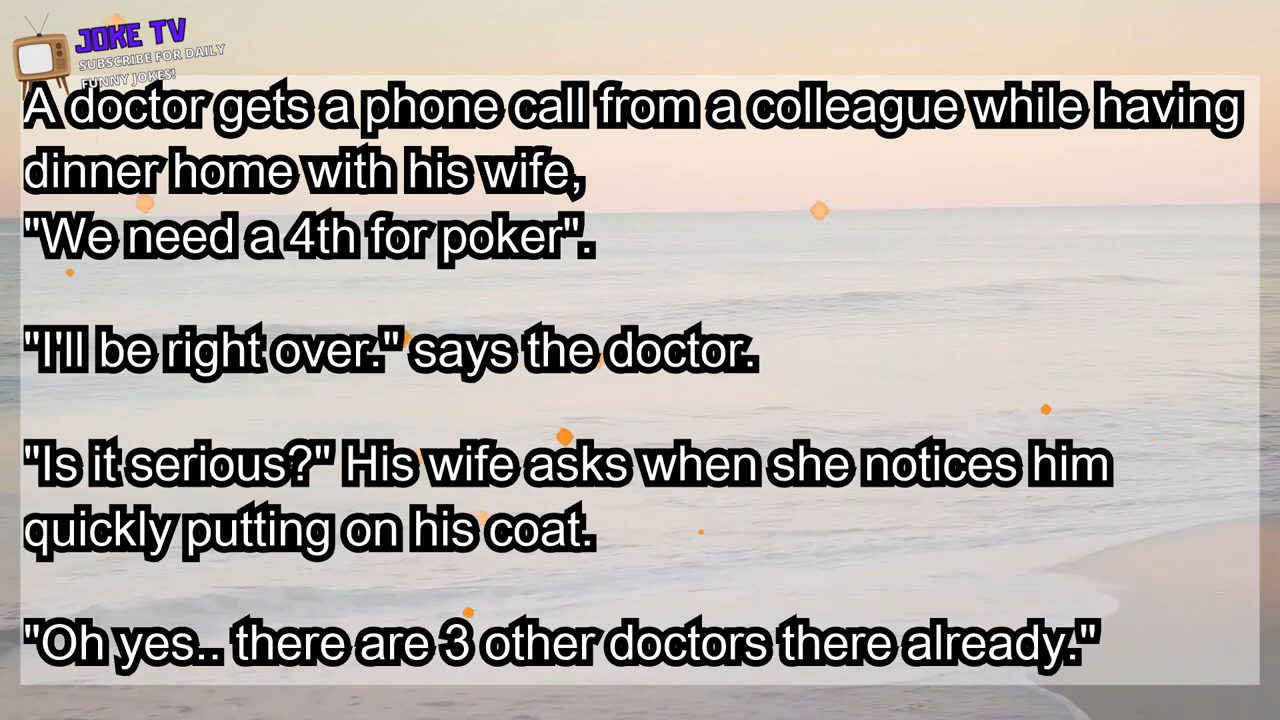 JOKE TV
SUBSCRIBE FOR DAILY
FUNNY JOKES!
A doctor gets a phone call from a colleague while having
dinner home with his wife,
"We need a 4th for poker".
"I'll be right over." says the doctor.
"Is it serious?" His wife asks when she notices him
quickly putting on his coat.
"Oh yes.. there are 3 other doctors there already."